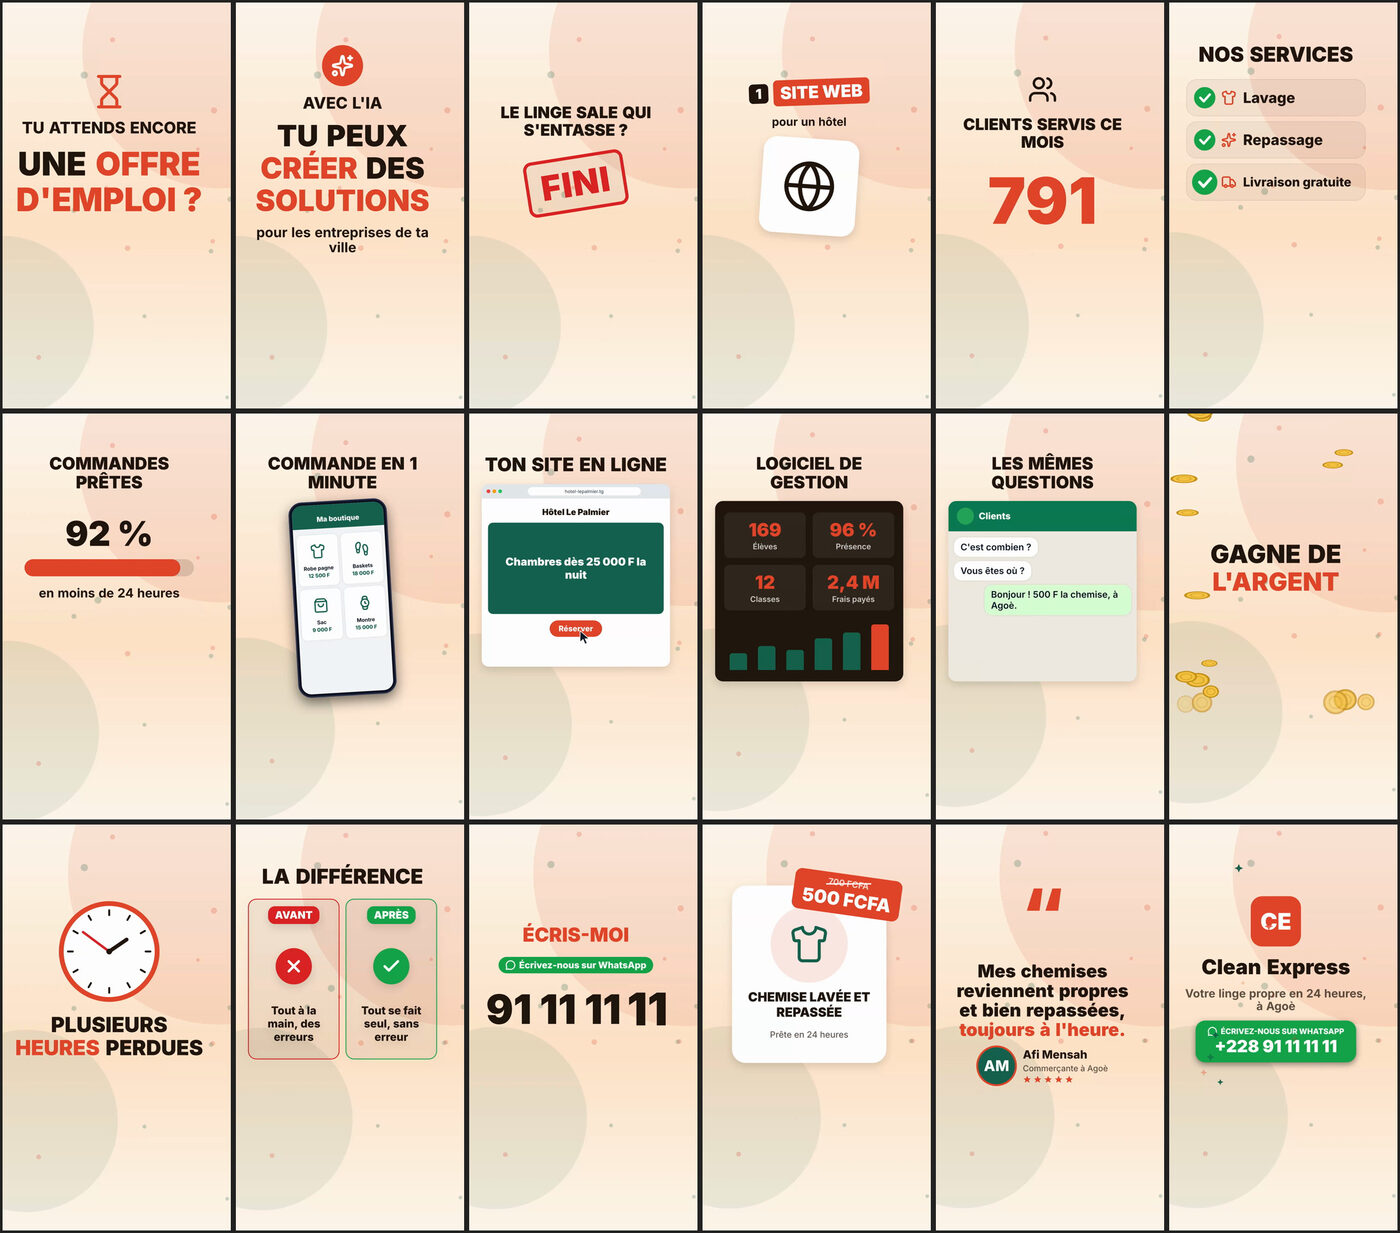 TU ATTENDS ENCORE
UNE OFFRE
D'EMPLOI ?
AVEC L'IA
TU PEUX
CRÉER DES
SOLUTIONS
pour les entreprises de ta
ville
LE LINGE SALE QUI
S'ENTASSE ?
FINI
1 SITE WEB
pour un hôtel
CLIENTS SERVIS CE
MOIS
791
NOS SERVICES
Lavage
Repassage
Livraison gratuite
COMMANDES
PRÊTES
92 %
en moins de 24 heures
COMMANDE EN 1
MINUTE
Ma boutique
Robe pagne
12 500 F
Baskets
18 000 F
Sac
9 000 F
Montre
15 000 F
TON SITE EN LIGNE
hotel-lepalmier.tg
Hôtel Le Palmier
Chambres dès 25 000 F la
nuit
Réserver
LOGICIEL DE
GESTION
169
Élèves
96 %
Présence
12
Classes
2,4 M
Frais payés
LES MÊMES
QUESTIONS
Clients
C'est combien ?
Vous êtes où ?
Bonjour ! 500 F la chemise, à
Agoè.
GAGNE DE
L'ARGENT
PLUSIEURS
HEURES PERDUES
LA DIFFÉRENCE
AVANT
Tout à la
main, des
erreurs
APRÈS
Tout se fait
seul, sans
erreur
ÉCRIS-MOI
Écrivez-nous sur WhatsApp
91 11 11 11
700 FCFA
500 FCFA
CHEMISE LAVÉE ET
REPASSÉE
Prête en 24 heures
“
Mes chemises
reviennent propres
et bien repassées,
toujours à l'heure.
AM
Afi Mensah
Commerçante à Agoè
CE
Clean Express
Votre linge propre en 24 heures,
à Agoè
ÉCRIVEZ-NOUS SUR WHATSAPP
+228 91 11 11 11